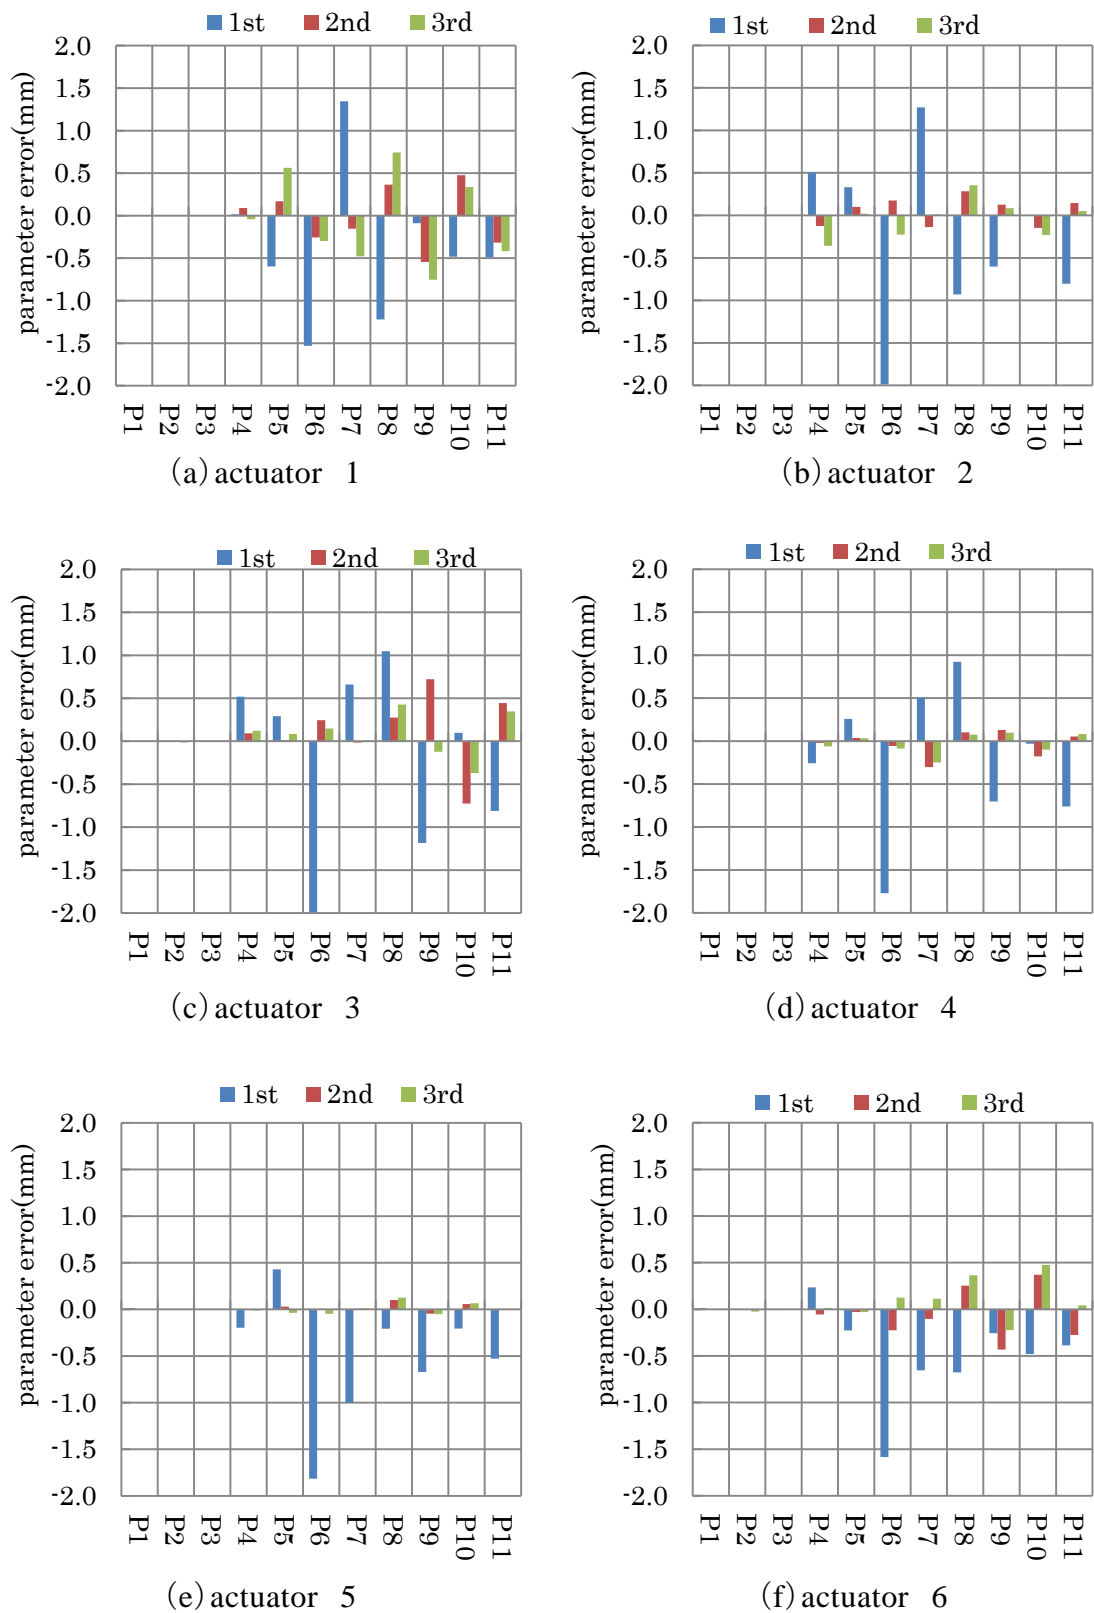 1st 2nd 3rd
parameter error(mm)
2.0
1.5
1.0
0.5
0.0
-0.5
-1.0
-1.5
-2.0
P1 P2 P3 P4 P5 P6 P7 P8 P9 P10 P11
(a) actuator 1
1st 2nd 3rd
parameter error(mm)
2.0
1.5
1.0
0.5
0.0
-0.5
-1.0
-1.5
-2.0
P1 P2 P3 P4 P5 P6 P7 P8 P9 P10 P11
(b) actuator 2
1st 2nd 3rd
parameter error(mm)
2.0
1.5
1.0
0.5
0.0
-0.5
-1.0
-1.5
-2.0
P1 P2 P3 P4 P5 P6 P7 P8 P9 P10 P11
(c) actuator 3
1st 2nd 3rd
parameter error(mm)
2.0
1.5
1.0
0.5
0.0
-0.5
-1.0
-1.5
-2.0
P1 P2 P3 P4 P5 P6 P7 P8 P9 P10 P11
(d) actuator 4
1st 2nd 3rd
parameter error(mm)
2.0
1.5
1.0
0.5
0.0
-0.5
-1.0
-1.5
-2.0
P1 P2 P3 P4 P5 P6 P7 P8 P9 P10 P11
(e) actuator 5
1st 2nd 3rd
parameter error(mm)
2.0
1.5
1.0
0.5
0.0
-0.5
-1.0
-1.5
-2.0
P1 P2 P3 P4 P5 P6 P7 P8 P9 P10 P11
(f) actuator 6